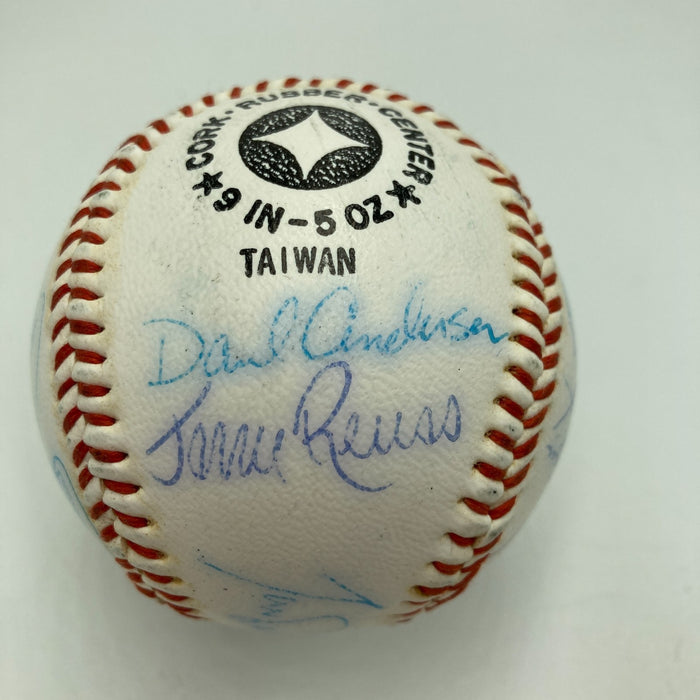 CORK · RUBBER · CENTER
★ 9 IN - 5 OZ ★
TAIWAN
Dave Anderson
Jerry Reuss